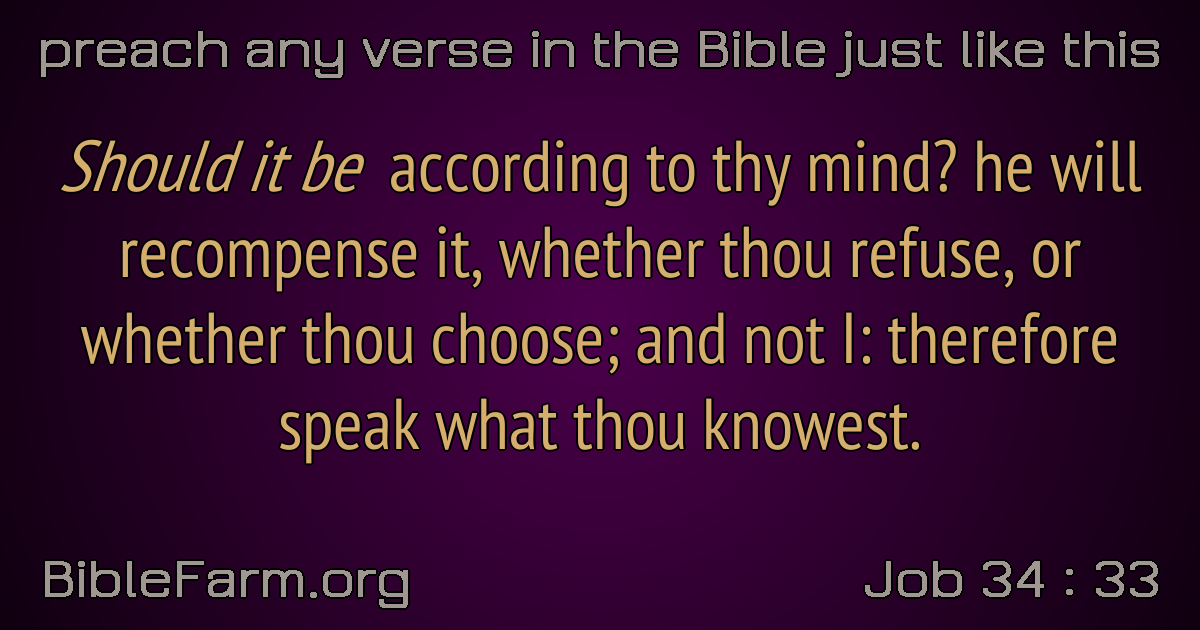 preach any verse in the Bible just like this
Should it be according to thy mind? he will
recompense it, whether thou refuse, or
whether thou choose; and not I: therefore
speak what thou knowest.
BibleFarm.org
Job 34 : 33